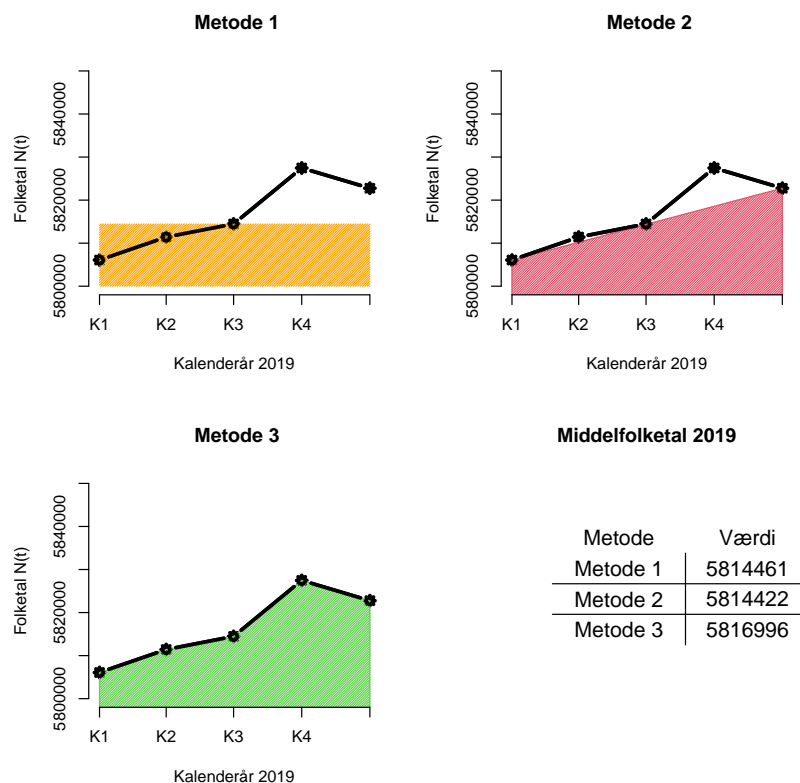 Metode 1
Folketal N(t)
5840000
5820000
5800000
K1 K2 K3 K4
Kalenderår 2019
Metode 2
Folketal N(t)
5840000
5820000
5800000
K1 K2 K3 K4
Kalenderår 2019
Metode 3
Folketal N(t)
5840000
5820000
5800000
K1 K2 K3 K4
Kalenderår 2019
Middelfolketal 2019
Metode Værdi
Metode 1 5814461
Metode 2 5814422
Metode 3 5816996